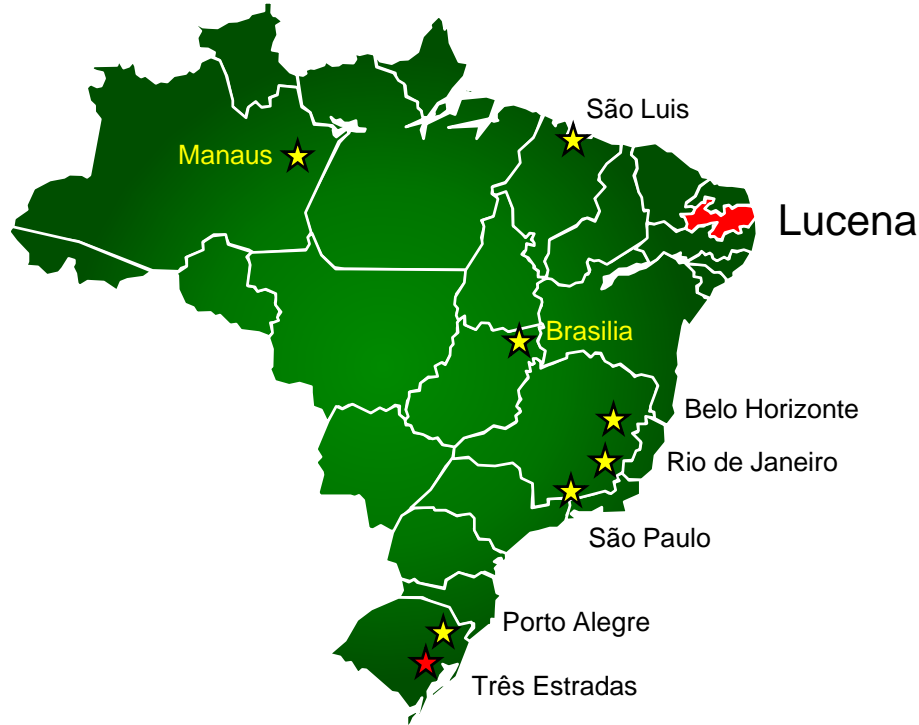 São Luis
Manaus
Lucena
Brasilia
Belo Horizonte
Rio de Janeiro
São Paulo
Porto Alegre
Três Estradas